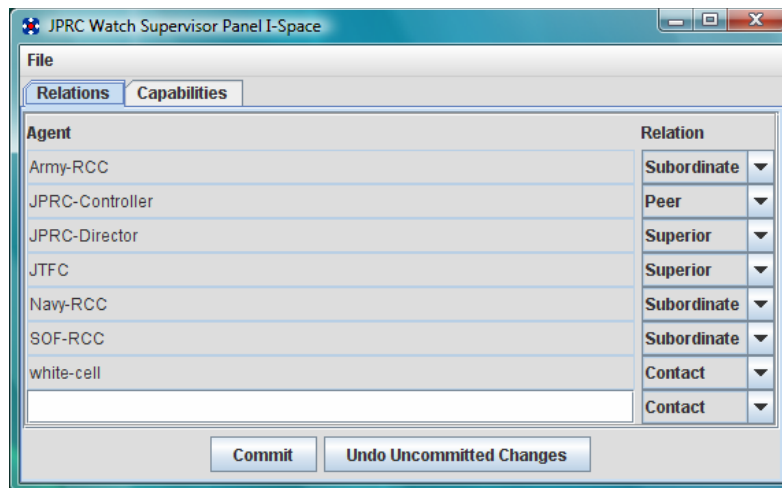 JPRC Watch Supervisor Panel I-Space
File
Relations Capabilities
Agent Relation
Army-RCC Subordinate
JPRC-Controller Peer
JPRC-Director Superior
JTFC Superior
Navy-RCC Subordinate
SOF-RCC Subordinate
white-cell Contact
Contact
Commit Undo Uncommitted Changes